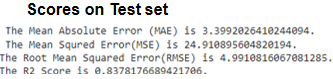 Scores on Test set
The Mean Absolute Error (MAE) is 3.3992026410244094.
The Mean Squred Error(MSE) is 24.910895604820194.
The Root Mean Squared Error(RMSE) is 4.9910816067081285.
The R2 Score is 0.8378176689421706.